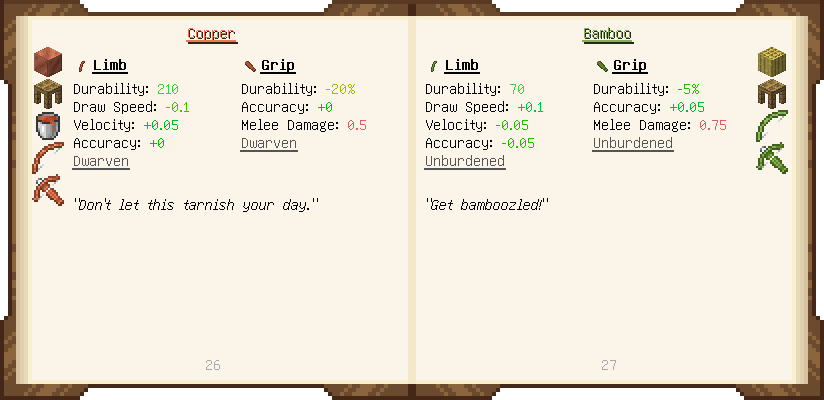 Copper
Limb
Durability: 210
Draw Speed: -0.1
Velocity: +0.05
Accuracy: +0
Dwarven
Grip
Durability: -20%
Accuracy: +0
Melee Damage: 0.5
Dwarven
"Don't let this tarnish your day."
26
Bamboo
Limb
Durability: 70
Draw Speed: +0.1
Velocity: -0.05
Accuracy: -0.05
Unburdened
Grip
Durability: -5%
Accuracy: +0.05
Melee Damage: 0.75
Unburdened
"Get bamboozled!"
27